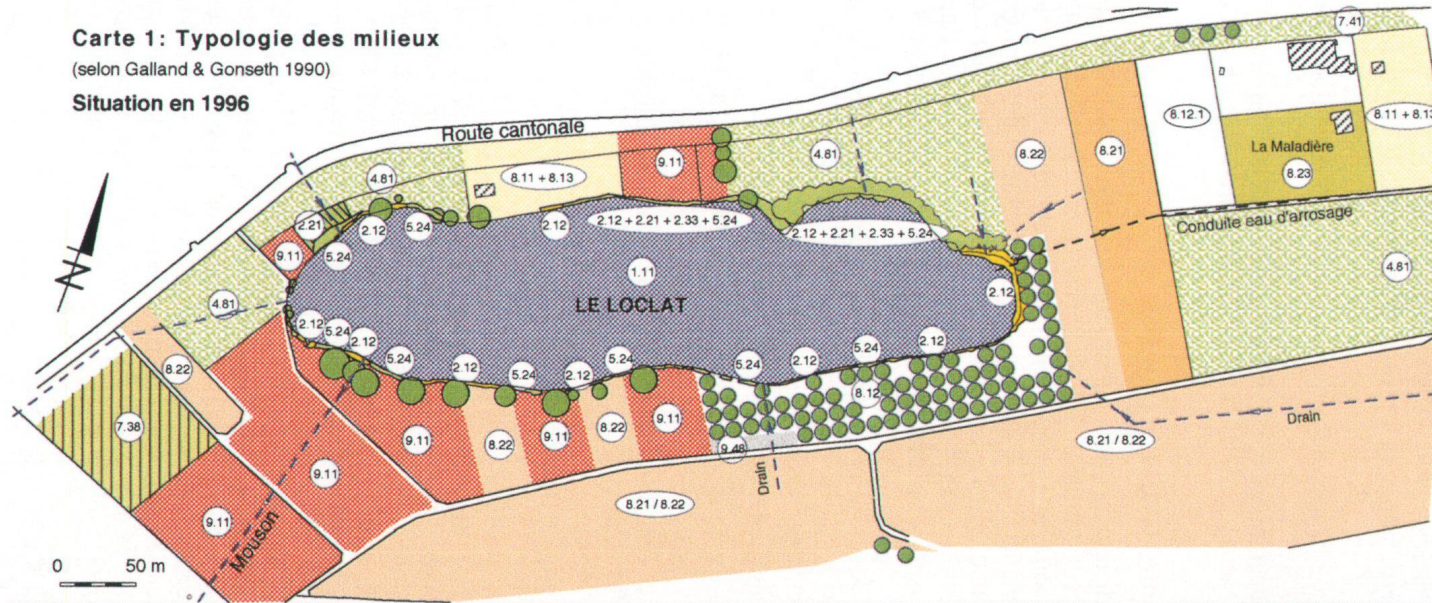 Carte 1: Typologie des milieux
(selon Galland & Gonseth 1990)
Situation en 1996
7.41
Route cantonale
8.12.1
8.11 + 8.13
4.81
9.11
4.81
8.22
8.21
La Maladière
8.23
4.81
8.11 + 8.13
2.21
2.12
5.24
2.12
2.12 + 2.21 + 2.33 + 5.24
2.12 + 2.21 + 2.33 + 5.24
Conduite eau d'arrosage
N
9.11
5.24
1.11
4.81
4.81
2.12
LE LOCLAT
2.12
5.24
2.12
5.24
2.12
5.24
2.12
5.24
5.24
2.12
5.24
2.12
8.22
8.12
7.38
9.11
8.22
9.11
8.22
9.11
9.48
Drain
8.21 / 8.22
Drain
9.11
9.11
8.21 / 8.22
Mouson
0 50 m